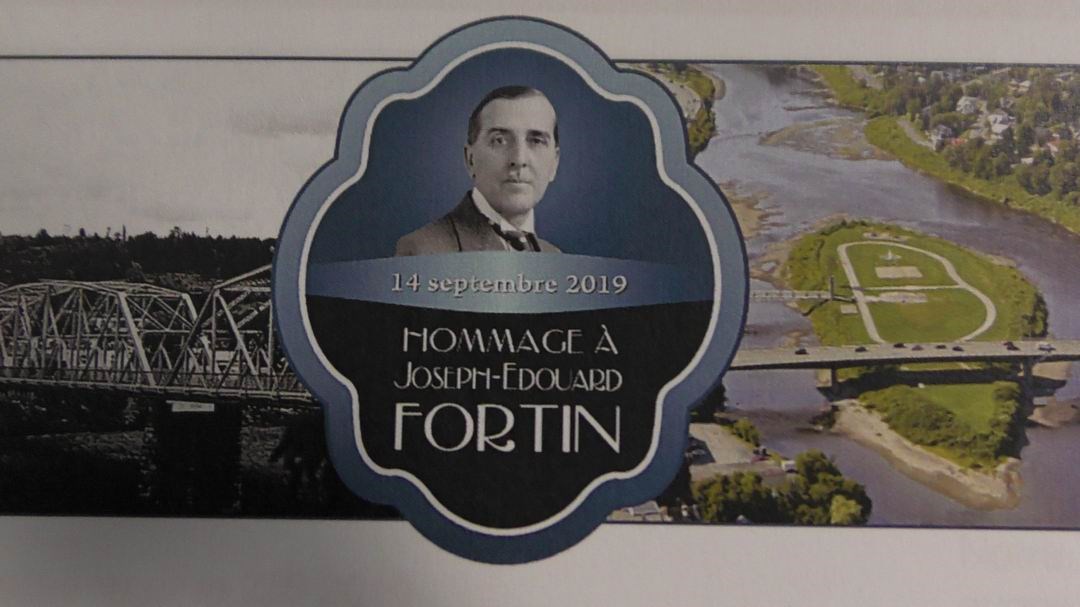 14 septembre 2019
HOMMAGE À
JOSEPH-EDOUARD
FORTIN